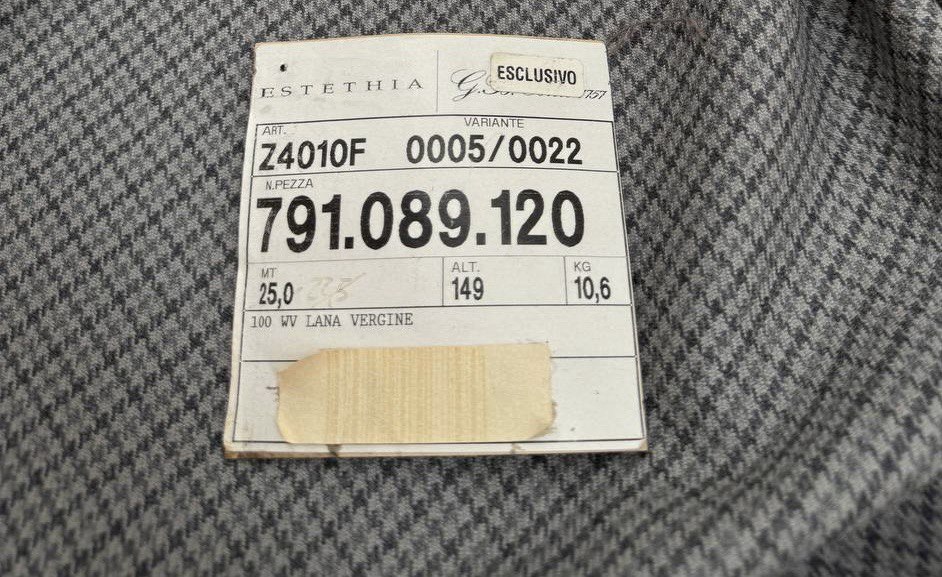 ESTETHIA
ESCLUSIVO
1757
ART. VARIANTE
Z4010F 0005/0022
N.PEZZA
791.089.120
MT ALT. KG
25,0 149 10,6
100 WV LANA VERGINE